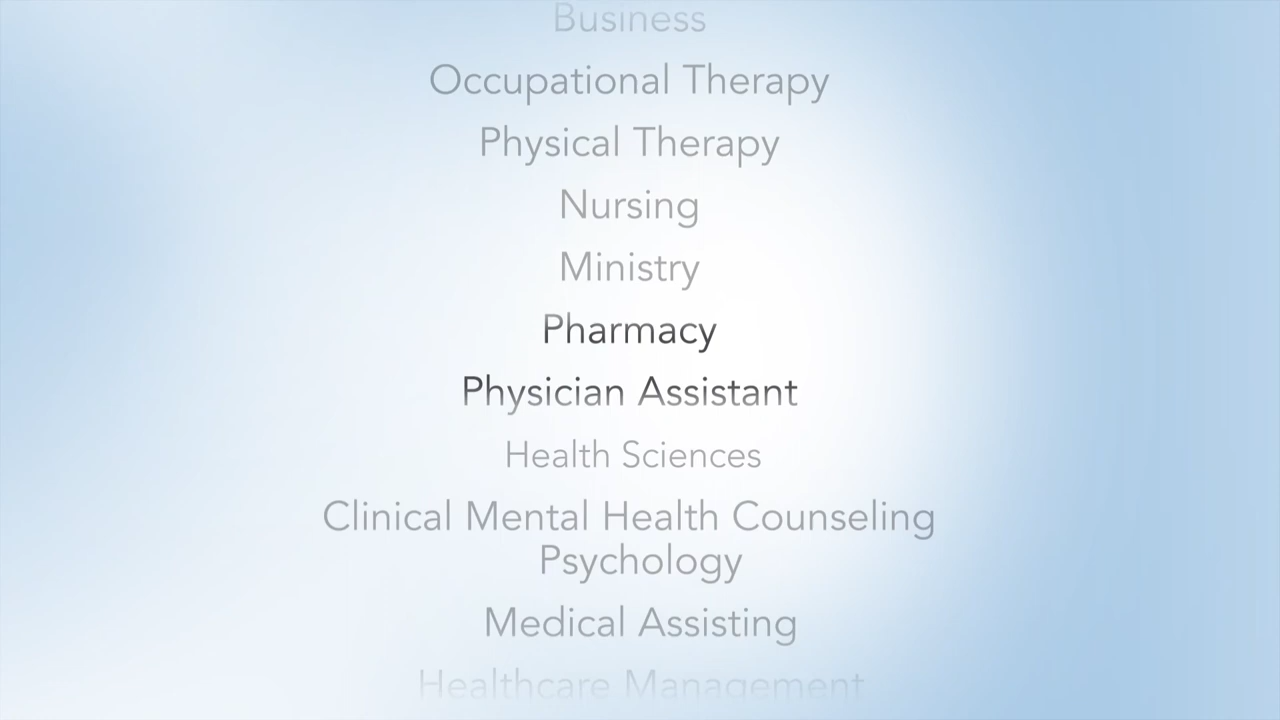 Business
Occupational Therapy
Physical Therapy
Nursing
Ministry
Pharmacy
Physician Assistant
Health Sciences
Clinical Mental Health Counseling
Psychology
Medical Assisting
Healthcare Management